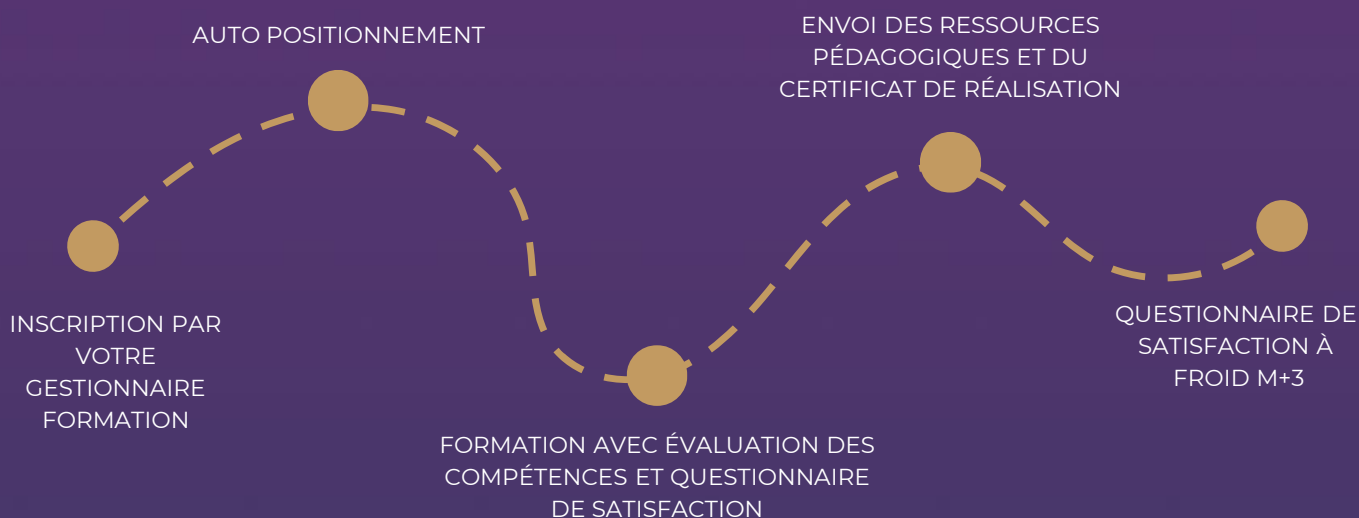 INSCRIPTION PAR
VOTRE
GESTIONNAIRE
FORMATION
AUTO POSITIONNEMENT
FORMATION AVEC ÉVALUATION DES
COMPÉTENCES ET QUESTIONNAIRE
DE SATISFACTION
ENVOI DES RESSOURCES
PÉDAGOGIQUES ET DU
CERTIFICAT DE RÉALISATION
QUESTIONNAIRE DE
SATISFACTION À
FROID M+3